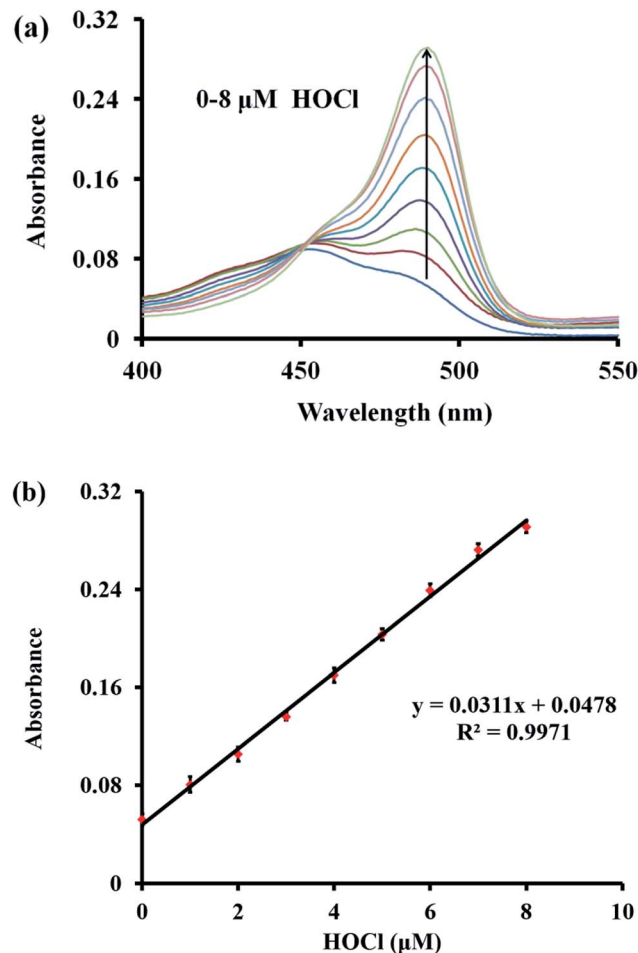 (a)
0.32
0.24
0.16
0.08
0
Absorbance
0-8 μM HOCl
400 450 500 550
Wavelength (nm)
(b)
0.32
0.24
0.16
0.08
0
Absorbance
y = 0.0311x + 0.0478
R² = 0.9971
0 2 4 6 8 10
HOCl (μM)